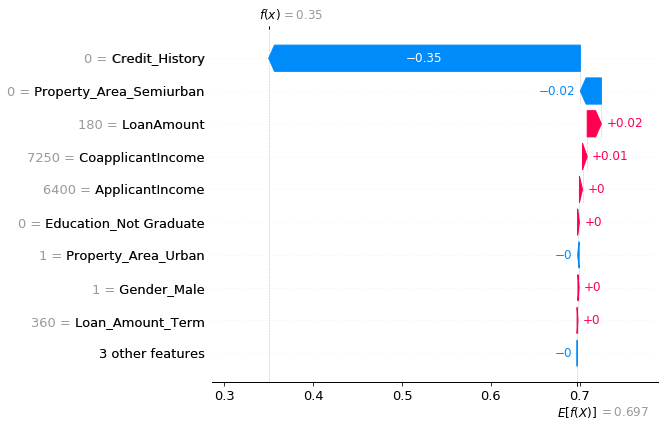 f(x) = 0.35
0 = Credit_History
−0.35
0 = Property_Area_Semiurban
−0.02
180 = LoanAmount
+0.02
7250 = CoapplicantIncome
+0.01
6400 = ApplicantIncome
+0
0 = Education_Not Graduate
+0
1 = Property_Area_Urban
−0
1 = Gender_Male
+0
360 = Loan_Amount_Term
+0
3 other features
−0
0.3 0.4 0.5 0.6 0.7
E[f(X)] = 0.697